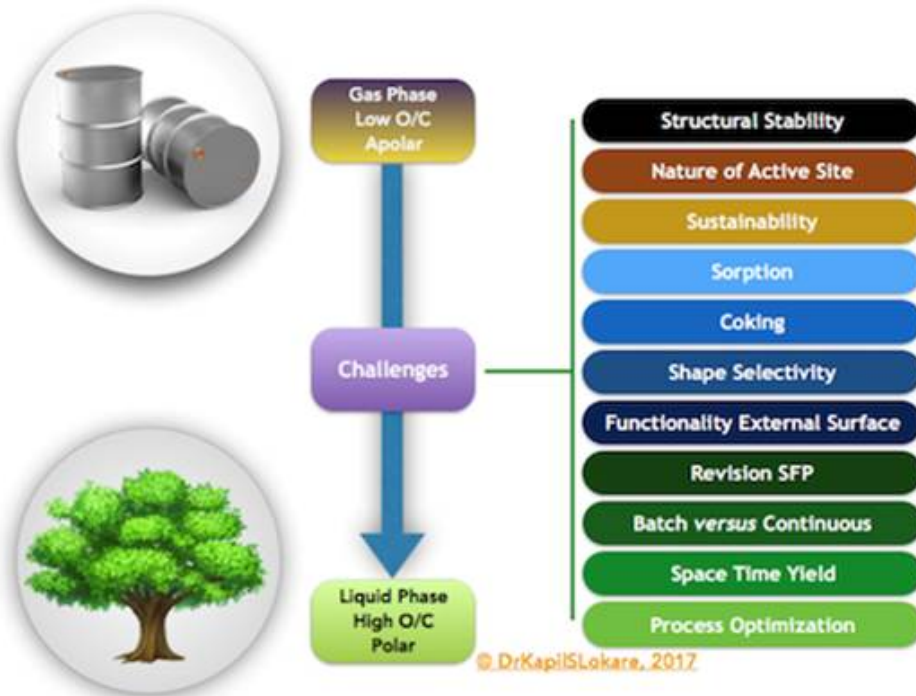 Gas Phase
Low O/C
Apolar
Challenges
Liquid Phase
High O/C
Polar
Structural Stability
Nature of Active Site
Sustainability
Sorption
Coking
Shape Selectivity
Functionality External Surface
Revision SFP
Batch versus Continuous
Space Time Yield
Process Optimization
© DrKapilSLokare, 2017